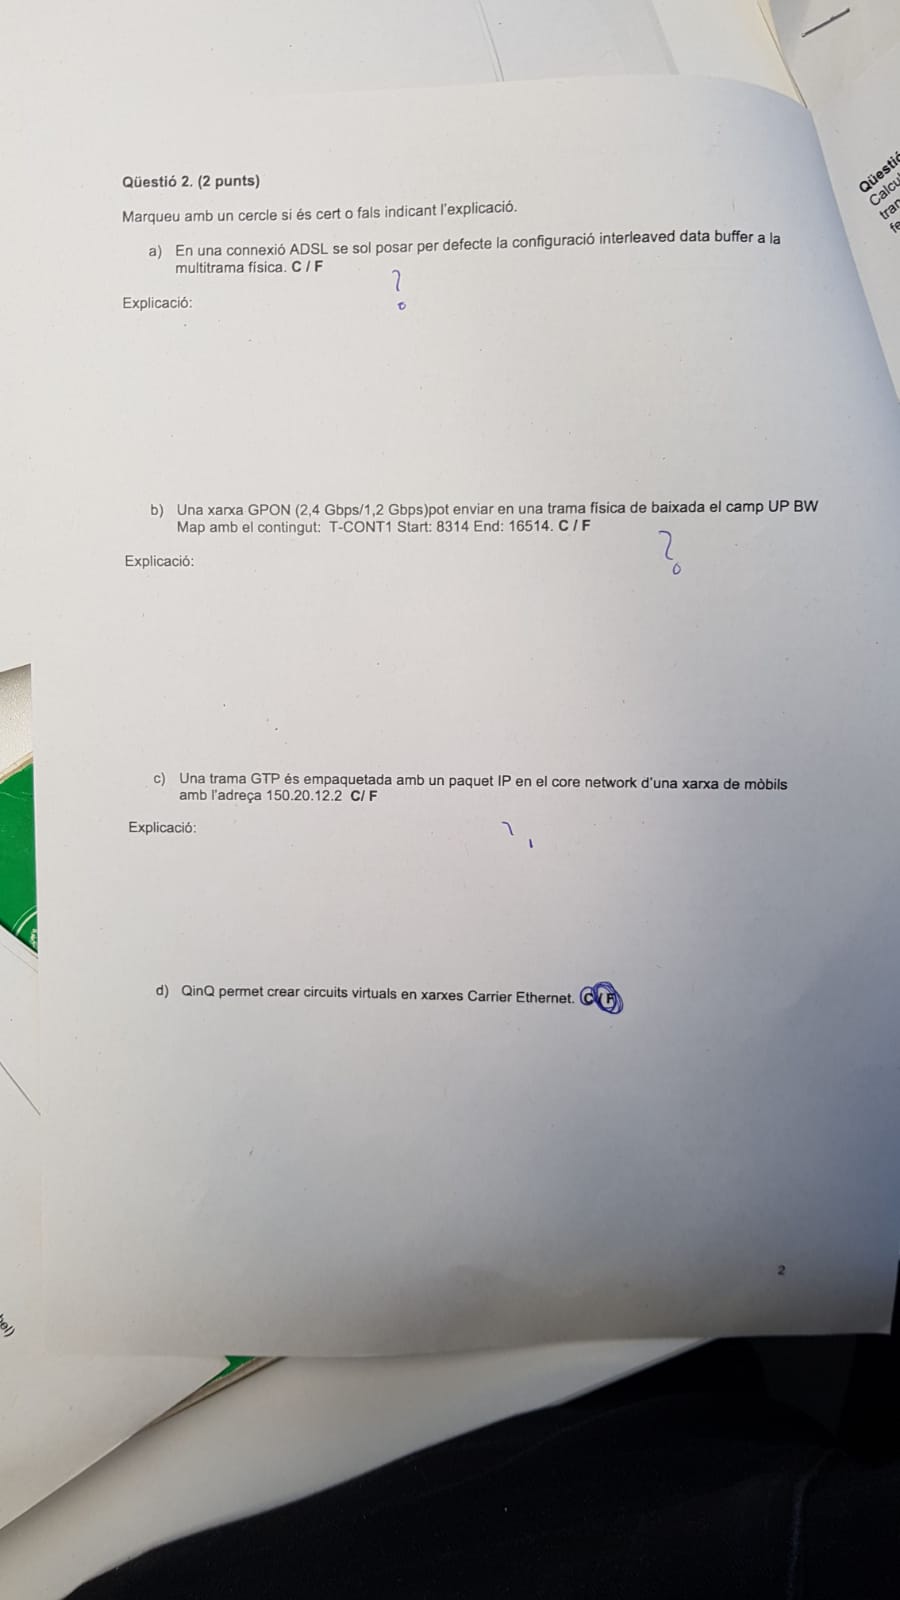 Qüestió 2. (2 punts)
Marqueu amb un cercle si és cert o fals indicant l'explicació.
a) En una connexió ADSL se sol posar per defecte la configuració interleaved data buffer a la
multitrama física. C / F
?
Explicació:
b) Una xarxa GPON (2,4 Gbps/1,2 Gbps)pot enviar en una trama física de baixada el camp UP BW
Map amb el contingut: T-CONT1 Start: 8314 End: 16514. C / F
?
Explicació:
c) Una trama GTP és empaquetada amb un paquet IP en el core network d'una xarxa de mòbils
amb l'adreça 150.20.12.2 C/ F
Explicació:
?
d) QinQ permet crear circuits virtuals en xarxes Carrier Ethernet. C / F
2
Qüestió
Calcul
tran
fe